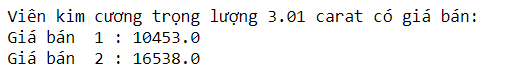 Viên kim cương trọng lượng 3.01 carat có giá bán:
Giá bán  1 : 10453.0
Giá bán  2 : 16538.0